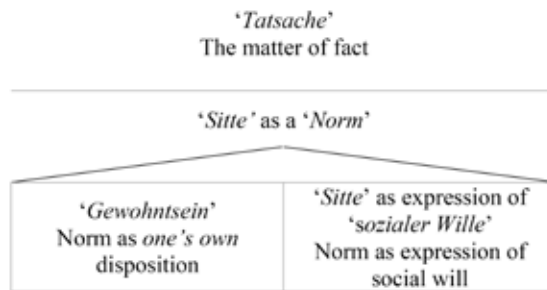 ‘Tatsache’
The matter of fact
‘Sitte’ as a ‘Norm’
‘Gewohntsein’
Norm as one’s own
disposition
‘Sitte’ as expression of
‘sozialer Wille’
Norm as expression of
social will